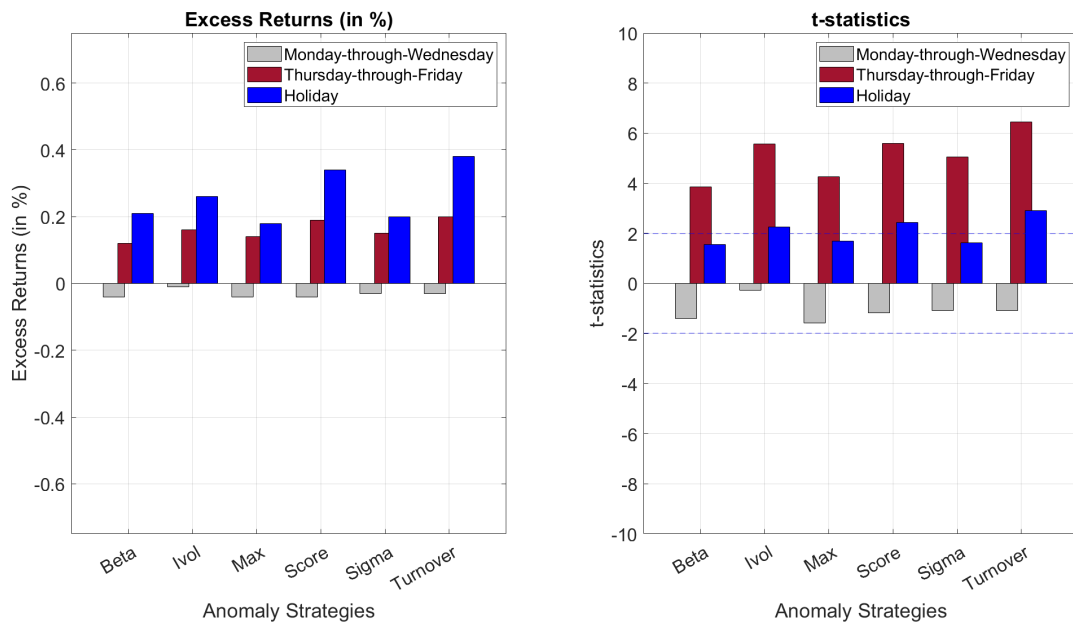 Excess Returns (in %)
Monday-through-Wednesday
Thursday-through-Friday
Holiday
0.6
0.4
0.2
0
-0.2
-0.4
-0.6
Excess Returns (in %)
Beta
Ivol
Max
Score
Sigma
Turnover
Anomaly Strategies
t-statistics
Monday-through-Wednesday
Thursday-through-Friday
Holiday
10
8
6
4
2
0
-2
-4
-6
-8
-10
t-statistics
Beta
Ivol
Max
Score
Sigma
Turnover
Anomaly Strategies